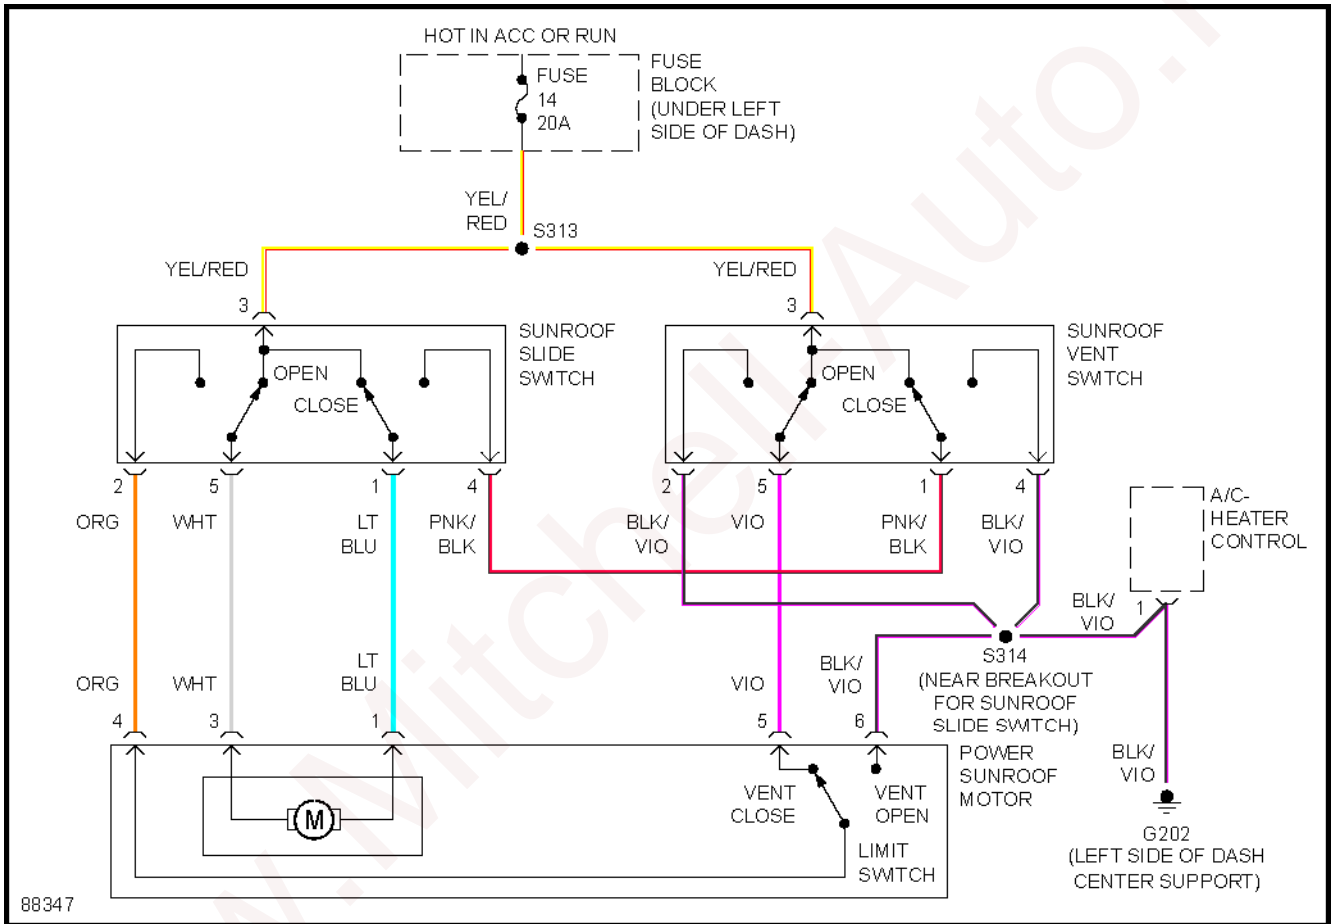 HOT IN ACC OR RUN
FUSE
14
20A
FUSE
BLOCK
(UNDER LEFT
SIDE OF DASH)
YEL/
RED
S313
YEL/RED
YEL/RED
3
3
SUNROOF
SLIDE
SWITCH
OPEN
CLOSE
SUNROOF
VENT
SWITCH
OPEN
CLOSE
2
5
1
4
2
5
1
4
ORG
WHT
LT
BLU
PNK/
BLK
BLK/
VIO
VIO
PNK/
BLK
BLK/
VIO
A/C-
HEATER
CONTROL
1
BLK/
VIO
S314
(NEAR BREAKOUT
FOR SUNROOF
SLIDE SWITCH)
ORG
WHT
LT
BLU
VIO
BLK/
VIO
4
3
1
5
6
POWER
SUNROOF
MOTOR
BLK/
VIO
M
VENT
CLOSE
VENT
OPEN
LIMIT
SWITCH
G202
(LEFT SIDE OF DASH
CENTER SUPPORT)
88347
w.Mitchell-Auto.r